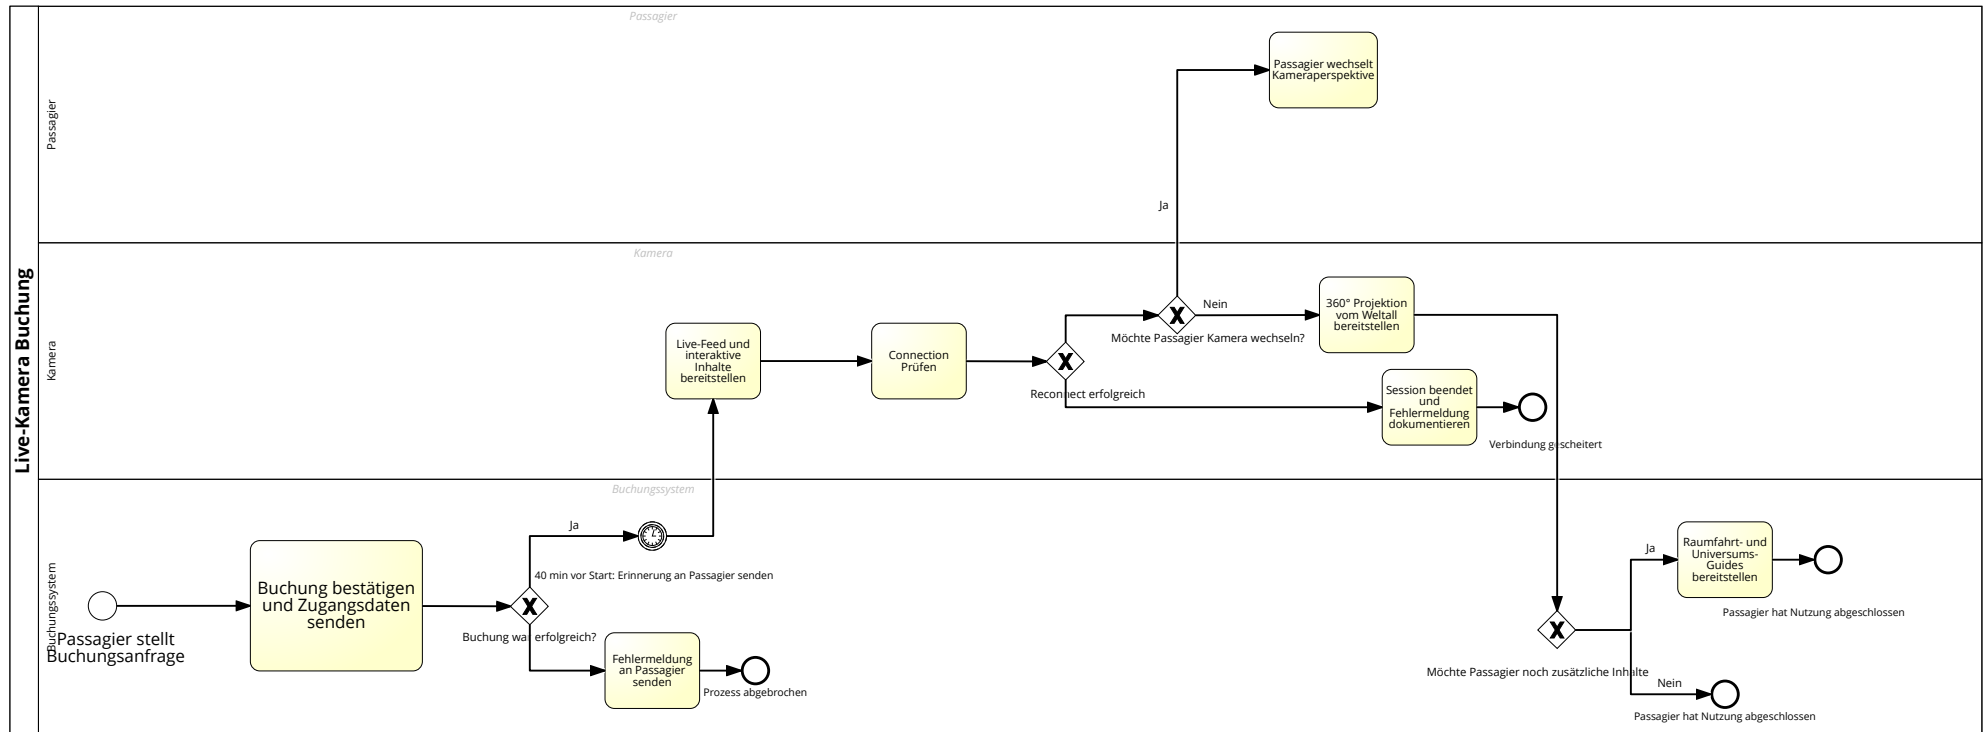 Live-Kamera Buchung
Passagier
Passagier
Passagier wechselt
Kameraperspektive
Ja
Kamera
Kamera
Live-Feed und
interaktive
Inhalte
bereitstellen
Connection
Prüfen
Reconnect erfolgreich
Möchte Passagier Kamera wechseln?
Nein
360° Projektion
vom Weltall
bereitstellen
Session beendet
und
Fehlermeldung
dokumentieren
Verbindung gescheitert
Buchungssystem
Buchungssystem
Passagier stellt
Buchungsanfrage
Buchung bestätigen
und Zugangsdaten
senden
Buchung war erfolgreich?
Ja
40 min vor Start: Erinnerung an Passagier senden
Fehlermeldung
an Passagier
senden
Prozess abgebrochen
Möchte Passagier noch zusätzliche Inhalte
Ja
Raumfahrt- und
Universums-
Guides
bereitstellen
Passagier hat Nutzung abgeschlossen
Nein
Passagier hat Nutzung abgeschlossen